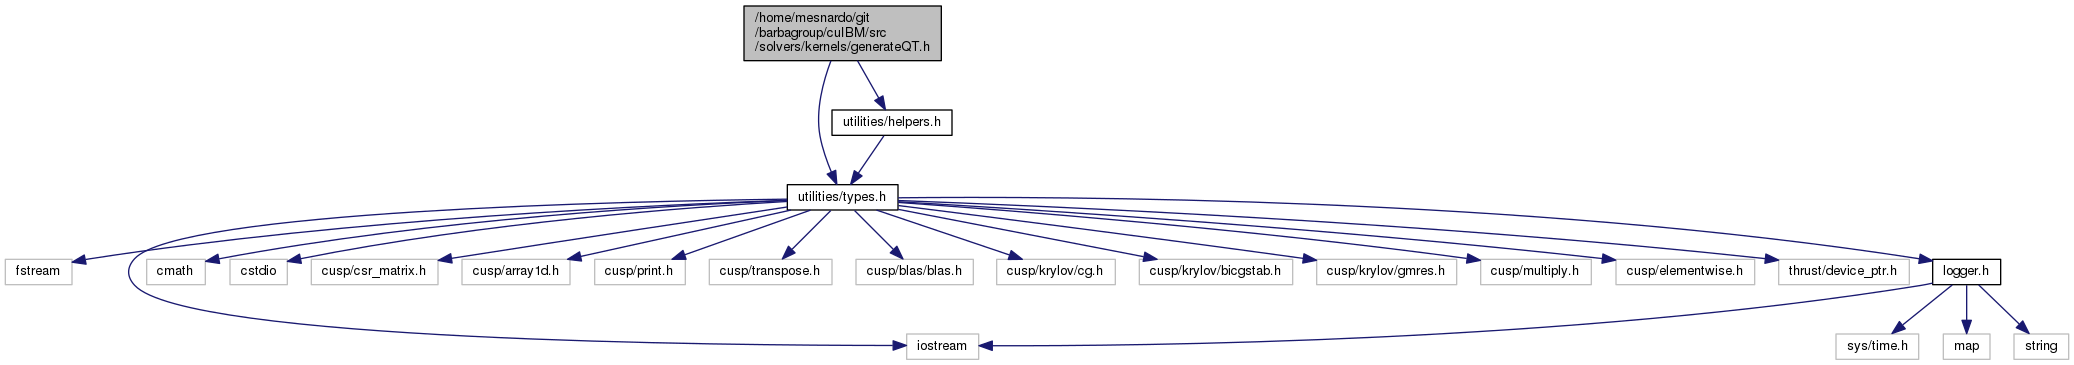 /home/mesnardo/git
/barbagroup/cuIBM/src
/solvers/kernels/generateQT.h
utilities/helpers.h
utilities/types.h
fstream
cmath
cstdio
cusp/csr_matrix.h
cusp/array1d.h
cusp/print.h
cusp/transpose.h
cusp/blas/blas.h
cusp/krylov/cg.h
cusp/krylov/bicgstab.h
cusp/krylov/gmres.h
cusp/multiply.h
cusp/elementwise.h
thrust/device_ptr.h
logger.h
iostream
sys/time.h
map
string